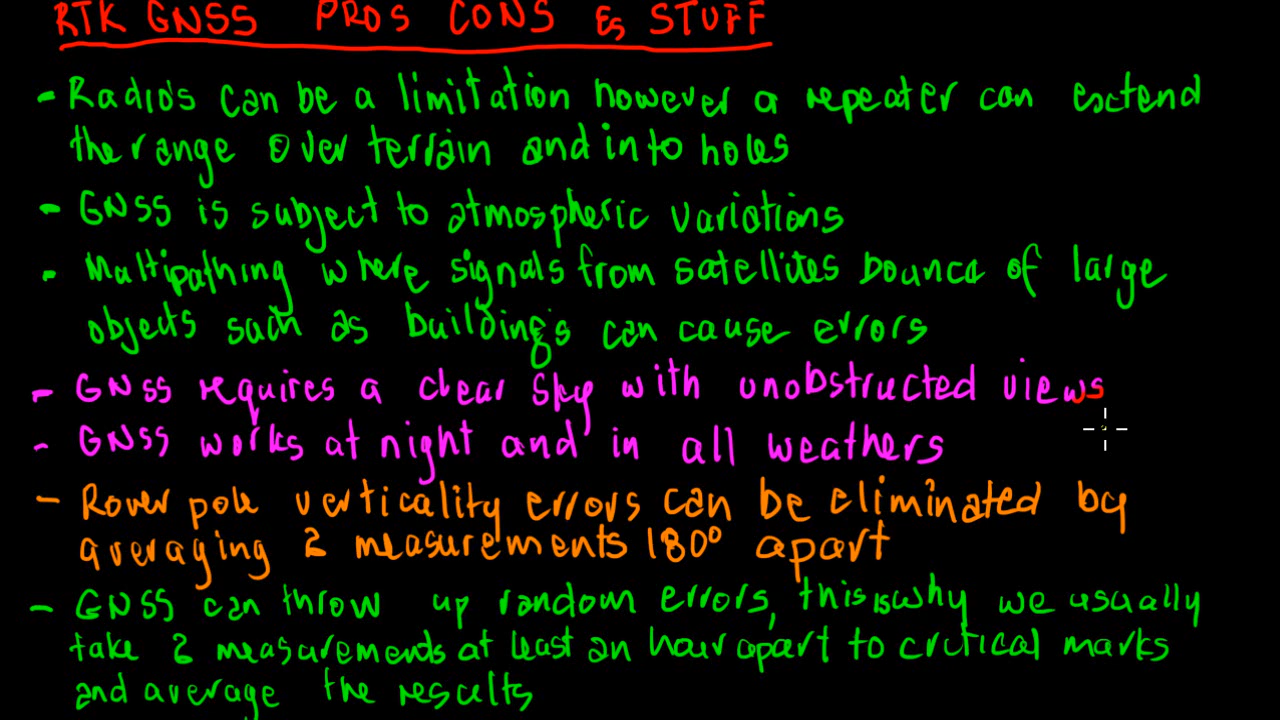 RTK GNSS PROS CONS & STUFF
- Radio's can be a limitation however a repeater can extend
the range over terrain and into holes
- GNSS is subject to atmospheric variations
- Multipathing where signals from satellites bounce of large
objects such as building's can cause errors
- GNSS requires a clear sky with unobstructed views
- GNSS works at night and in all weathers
- Rover pole verticality errors can be eliminated by
averaging 2 measurements 180° apart
- GNSS can throw up random errors, this is why we usually
take 2 measurements at least an hour apart to critical marks
and average the results